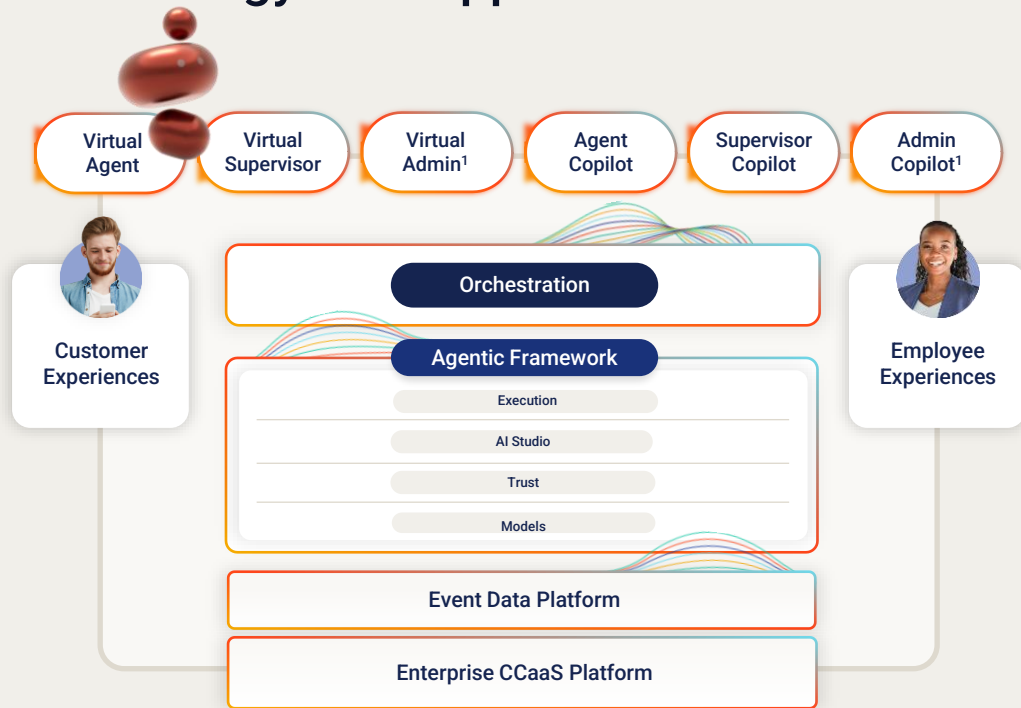 Virtual
Agent
Virtual
Supervisor
Virtual
Admin¹
Agent
Copilot
Supervisor
Copilot
Admin
Copilot¹
Orchestration
Customer
Experiences
Agentic Framework
Employee
Experiences
Execution
AI Studio
Trust
Models
Event Data Platform
Enterprise CCaaS Platform